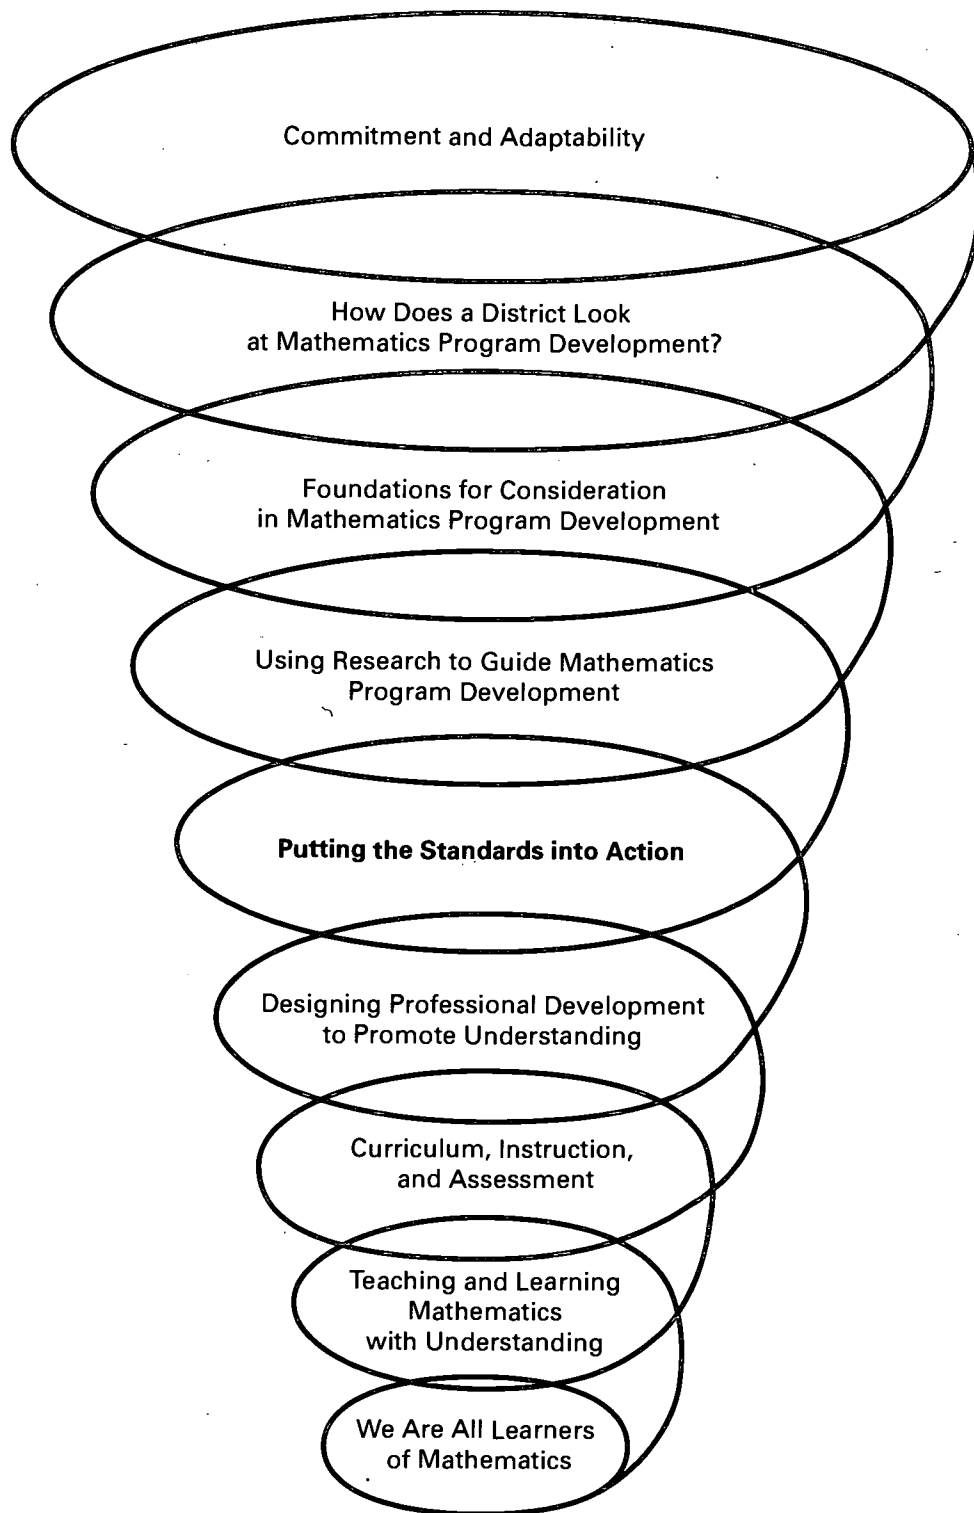 Commitment and Adaptability
How Does a District Look
at Mathematics Program Development?
Foundations for Consideration
in Mathematics Program Development
Using Research to Guide Mathematics
Program Development
Putting the Standards into Action
Designing Professional Development
to Promote Understanding
Curriculum, Instruction,
and Assessment
Teaching and Learning
Mathematics
with Understanding
We Are All Learners
of Mathematics